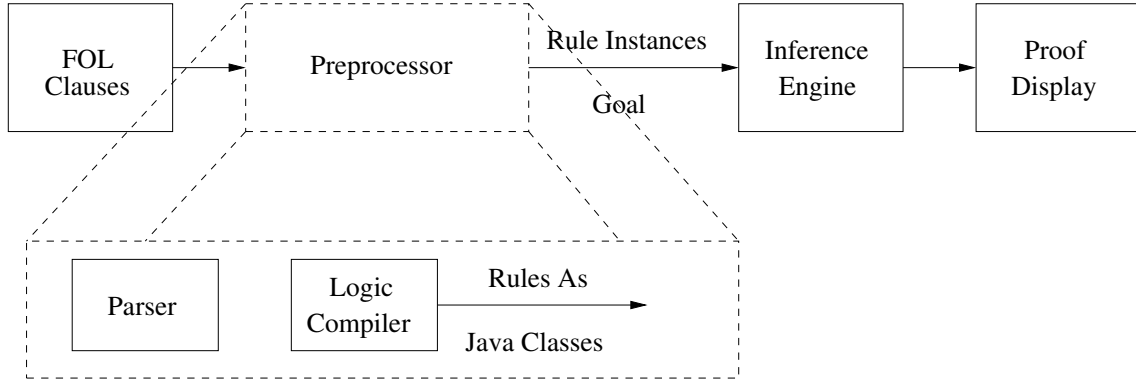 FOL
Clauses
Preprocessor
Rule Instances
Goal
Inference
Engine
Proof
Display
Parser
Logic
Compiler
Rules As
Java Classes